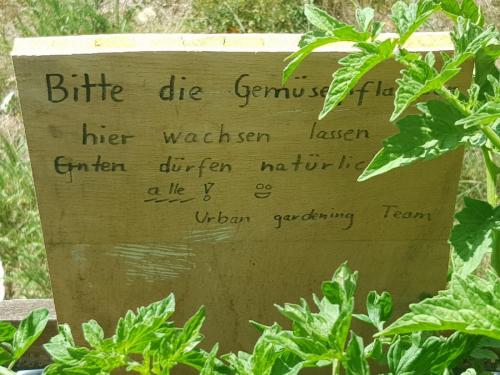 Bitte die Gemüsepfla
hier wachsen lassen
Ernten dürfen natürlic
alle!
Urban gardening Team